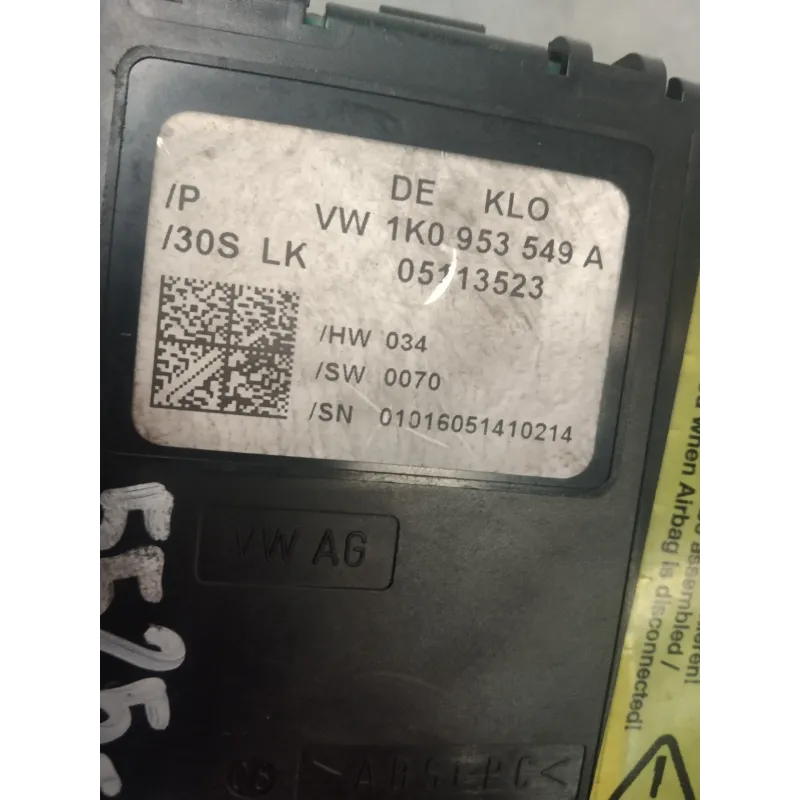 DE KLO
/P VW 1K0 953 549 A
/30S LK 05113523
/HW 034
/SW 0070
/SN 01016051410214
VW AG
when Airbag is disconnected!
assembled /